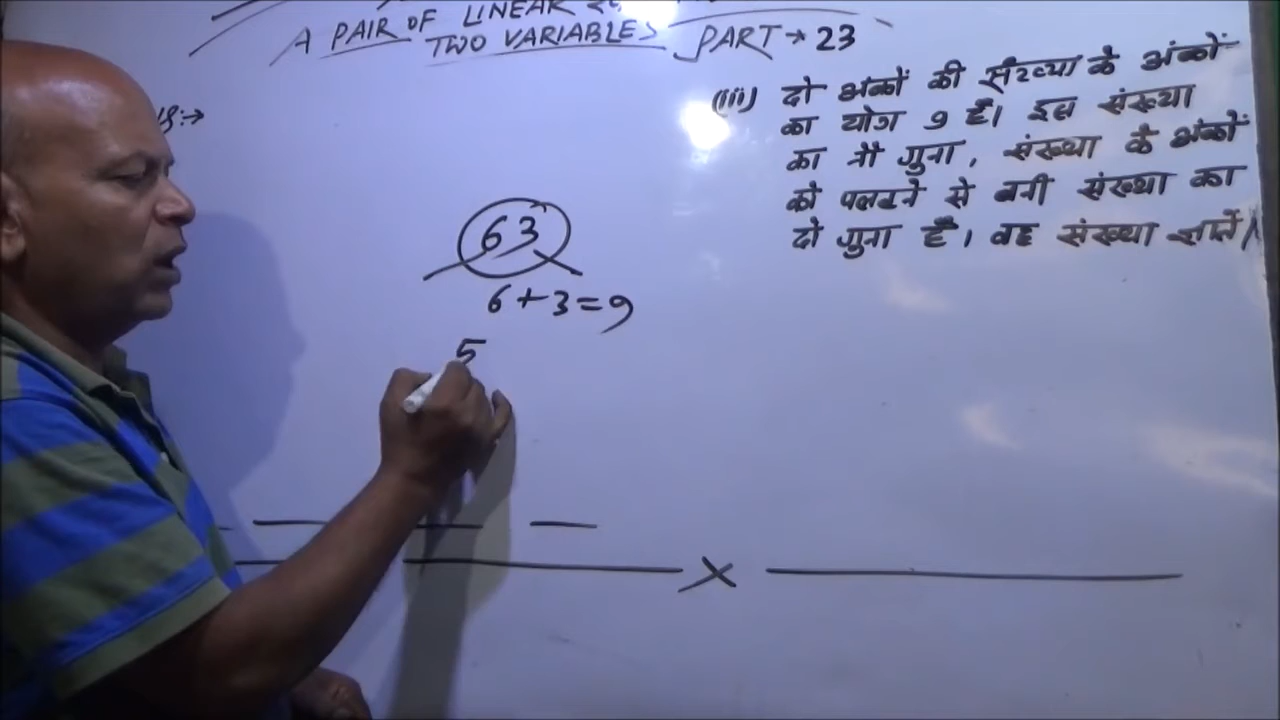 A PAIR OF LINEAR
TWO VARIABLES PART → 23
(iii) दो अंकों की संख्या के अंकों
का योग 9 है। इस संख्या
का नौ गुना, संख्या के अंकों
को पलटने से बनी संख्या का
दो गुना है। वह संख्या
63
6+3=9
5
X